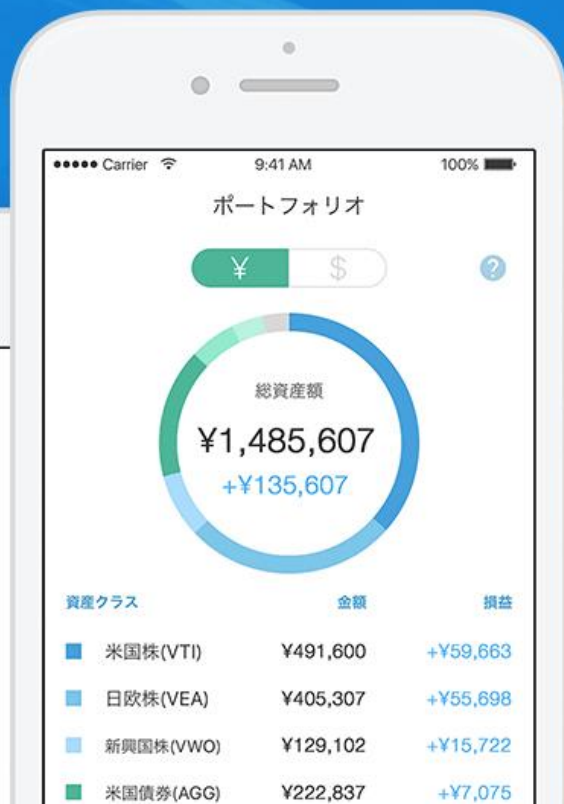 ●●●●● Carrier 9:41 AM 100%
ポートフォリオ
¥ $ ?
総資産額
¥1,485,607
+¥135,607
資産クラス 金額 損益
米国株(VTI) ¥491,600 +¥59,663
日欧株(VEA) ¥405,307 +¥55,698
新興国株(VWO) ¥129,102 +¥15,722
米国債券(AGG) ¥222,837 +¥7,075